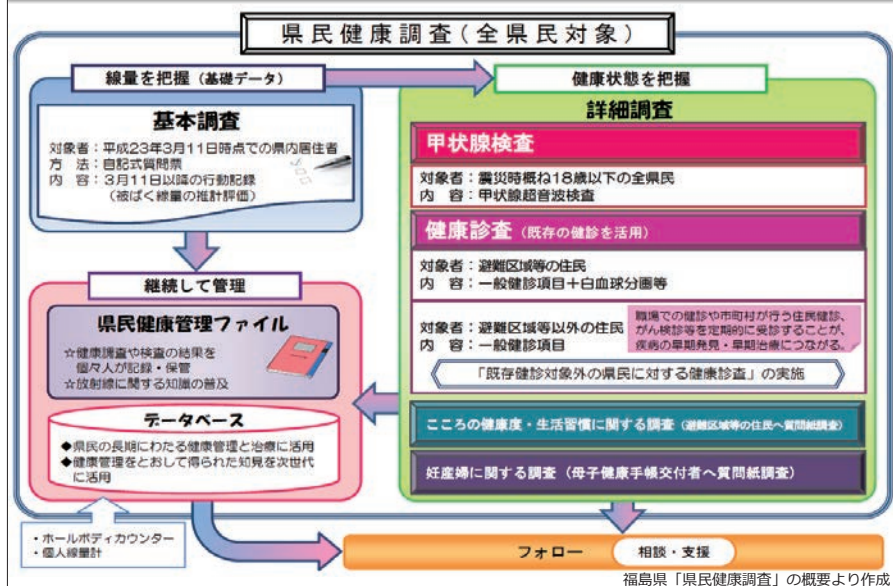 県民健康調査(全県民対象)
線量を把握(基礎データ)
基本調査
対象者:平成23年3月11日時点での県内居住者
方 法:自記式質問票
内 容:3月11日以降の行動記録
(被ばく線量の推計評価)
継続して管理
県民健康管理ファイル
☆健康調査や検査の結果を
個々人が記録・保管
☆放射線に関する知識の普及
データベース
◆県民の長期にわたる健康管理と治療に活用
◆健康管理をとおして得られた知見を次世代
に活用
・ホールボディカウンター
・個人線量計
健康状態を把握
詳細調査
甲状腺検査
対象者:震災時概ね18歳以下の全県民
内 容:甲状腺超音波検査
健康診査(既存の健診を活用)
対象者:避難区域等の住民
内 容:一般健診項目+白血球分画等
対象者:避難区域等以外の住民
内 容:一般健診項目
職場での健診や市町村が行う住民健診、
がん検診等を定期的に受診することが、
疾病の早期発見・早期治療につながる。
「既存健診対象外の県民に対する健康診査」の実施
こころの健康度・生活習慣に関する調査(避難区域等の住民へ質問紙調査)
妊産婦に関する調査(母子健康手帳交付者へ質問紙調査)
フォロー 相談・支援
福島県「県民健康調査」の概要より作成